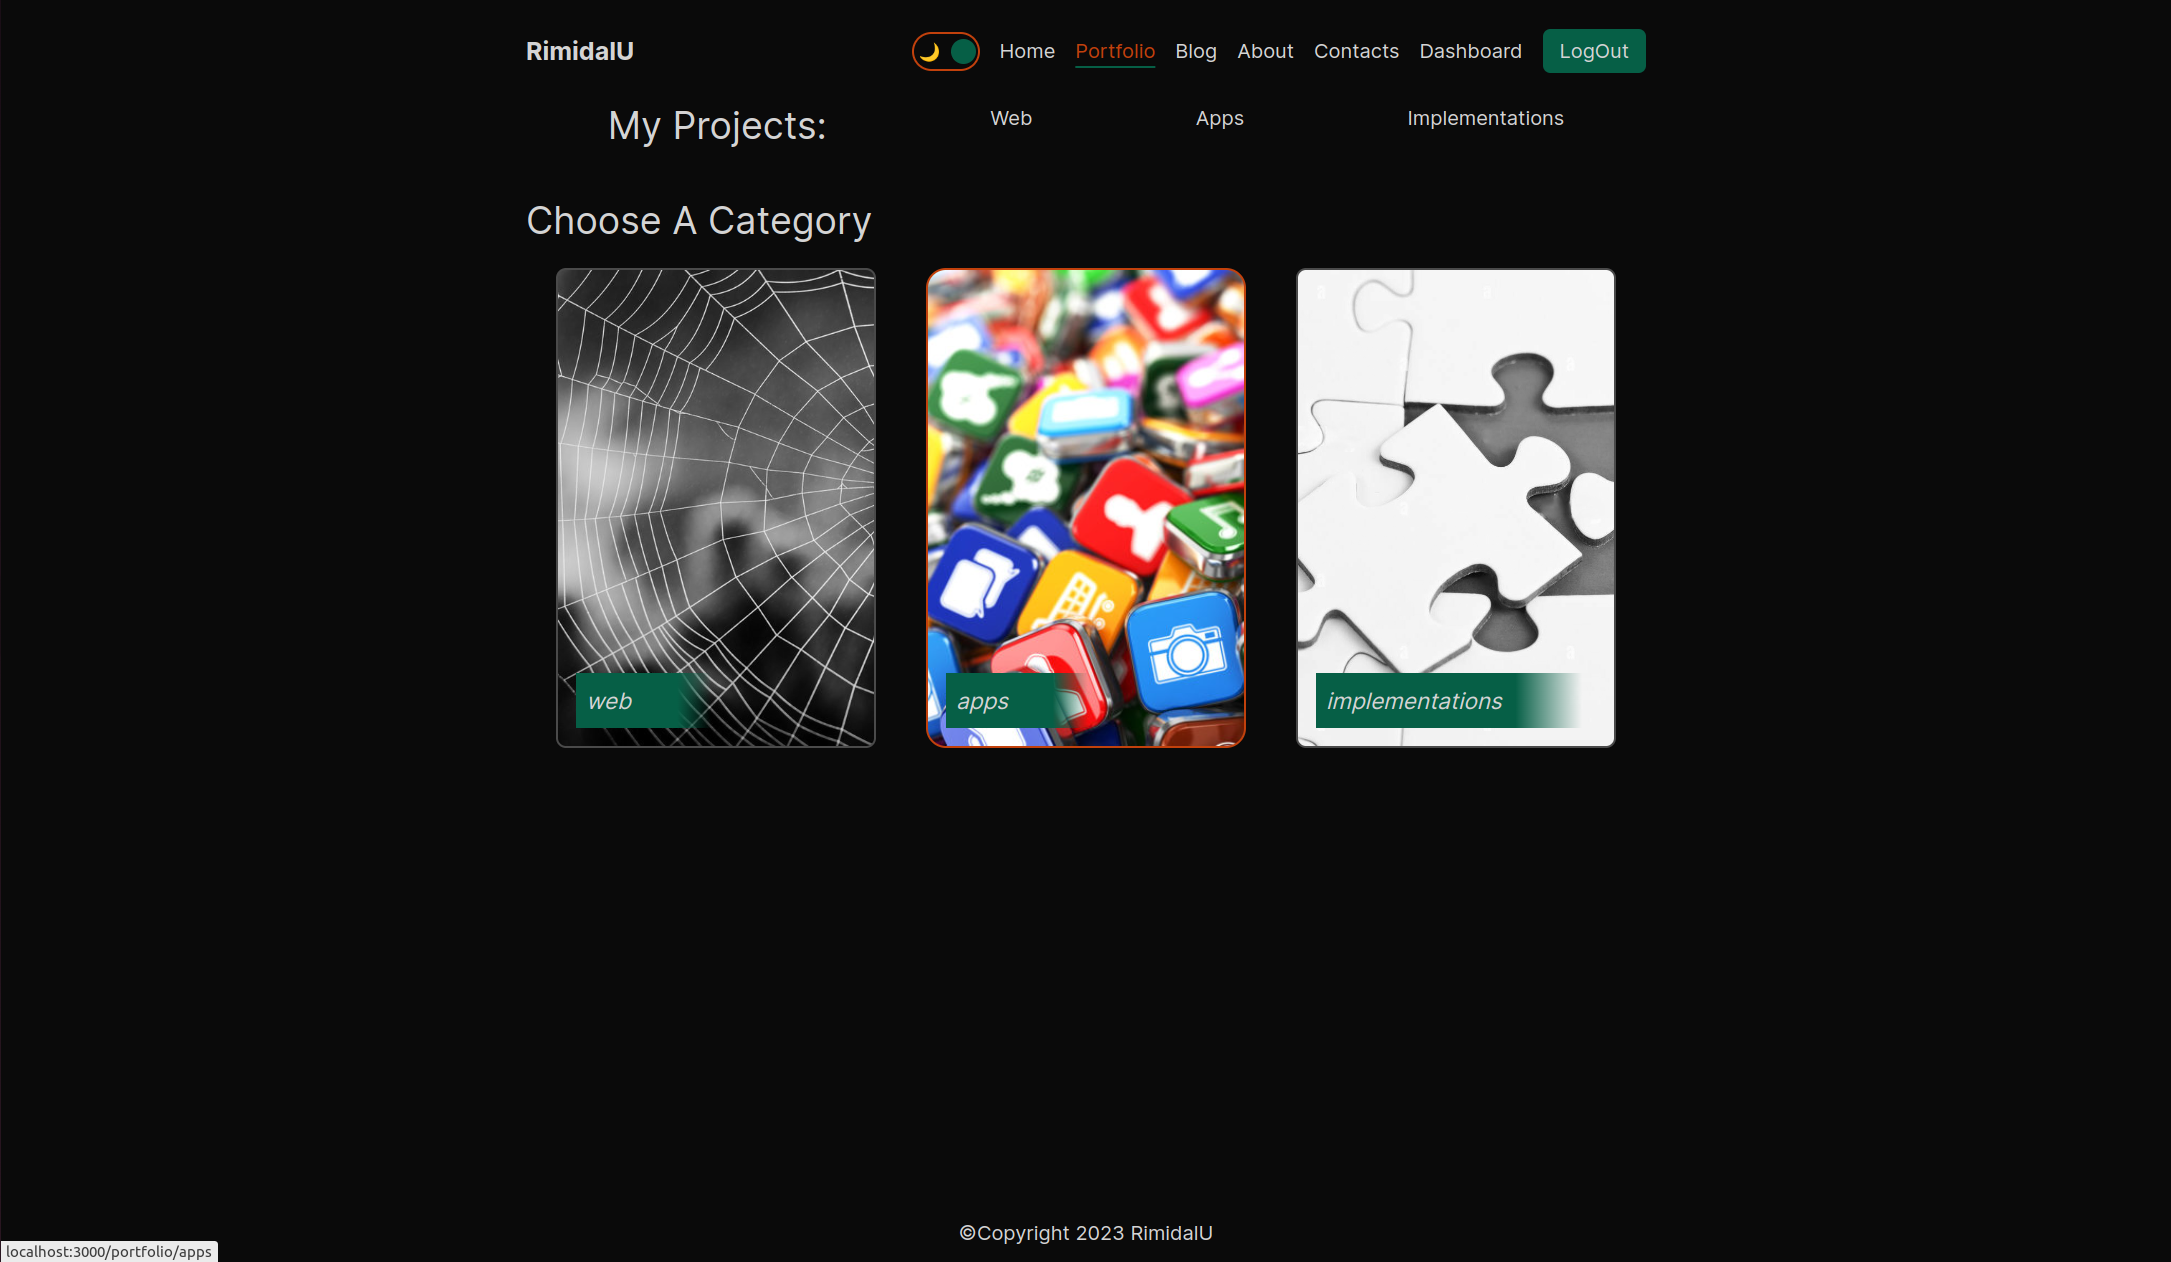 RimidalU
Home Portfolio Blog About Contacts Dashboard LogOut
My Projects: Web Apps Implementations
Choose A Category
web
apps
implementations
©Copyright 2023 RimidalU
localhost:3000/portfolio/apps